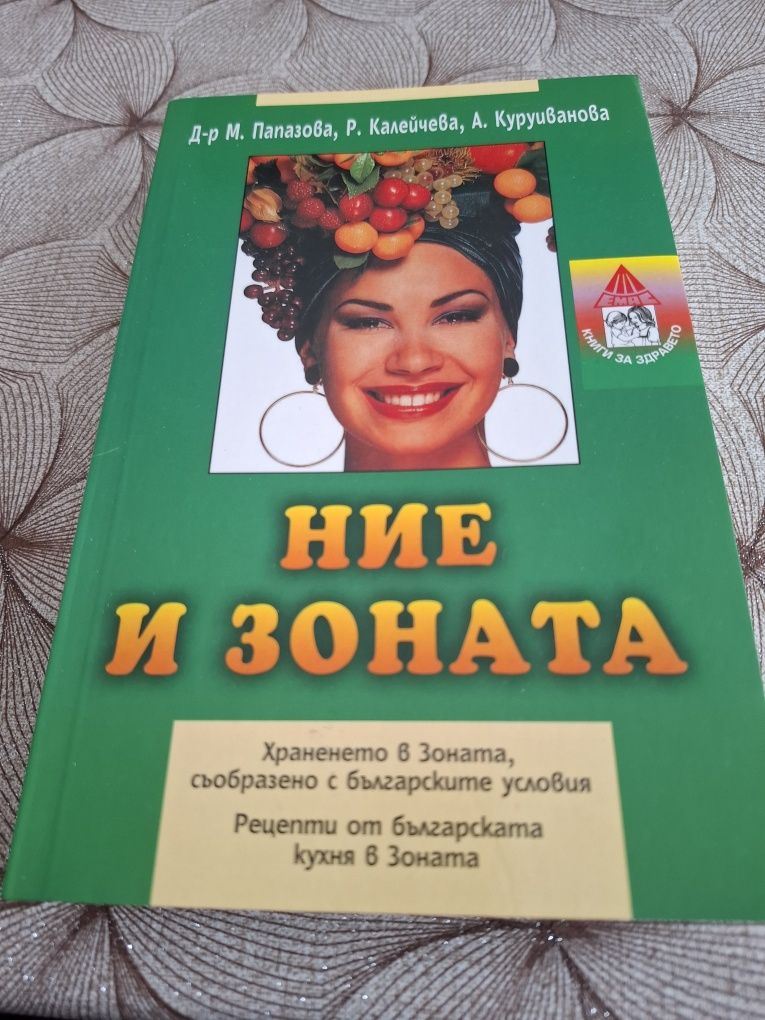 Д-р М. Папазова, Р. Калейчева, А. Куруиванова
ЕМАС
КНИГИ ЗА ЗДРАВЕТО
НИЕ
И ЗОНАТА
Храненето в Зоната,
съобразено с българските условия
Рецепти от българската
кухня в Зоната